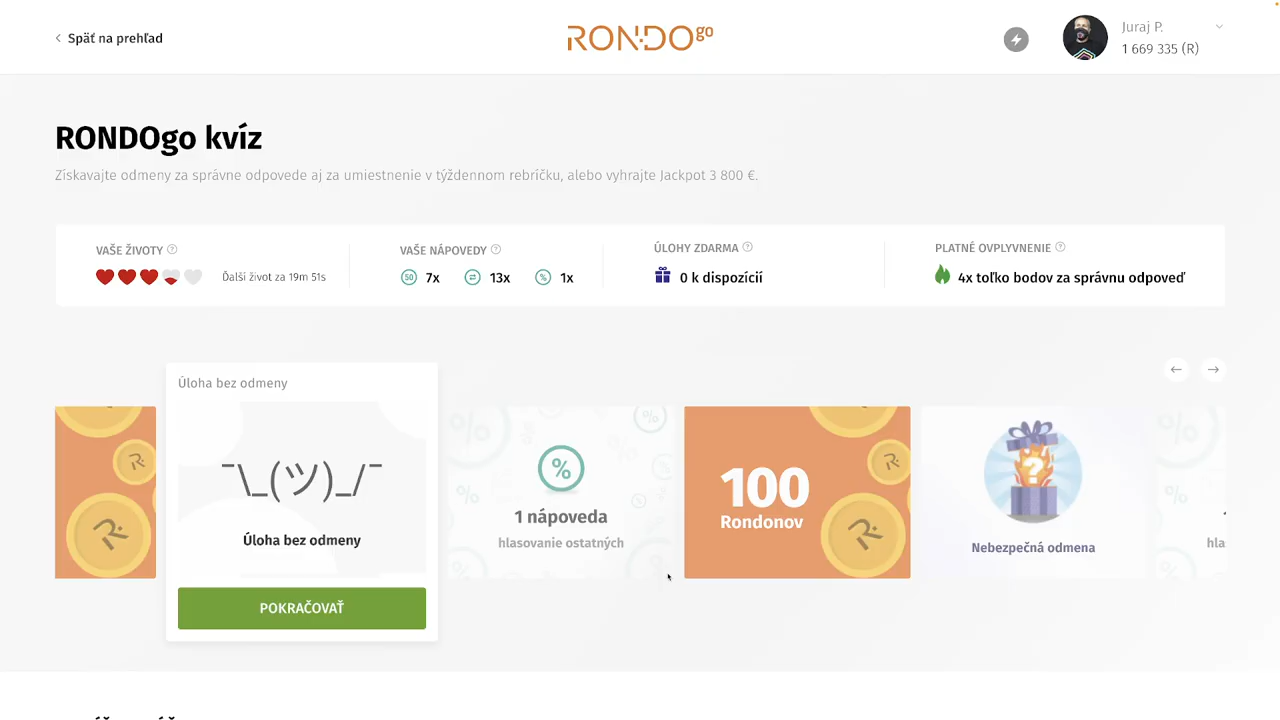 Späť na prehľad
RONDOgo
Juraj P.
1 669 335 (R)
RONDOgo kvíz
Získavajte odmeny za správne odpovede aj za umiestnenie v týždennom rebríčku, alebo vyhrajte Jackpot 3 800 €.
VAŠE ŽIVOTY ?
Ďalší život za 19m 51s
VAŠE NÁPOVEDY ?
50 7x 13x % 1x
ÚLOHY ZDARMA ?
0 k dispozícií
PLATNÉ OVPLYVNENIE ?
4x toľko bodov za správnu odpoveď
Úloha bez odmeny
¯\_(ツ)_/¯
Úloha bez odmeny
POKRAČOVAŤ
%
1 nápoveda
hlasovanie ostatných
100
Rondonov
?
Nebezpečná odmena
hla